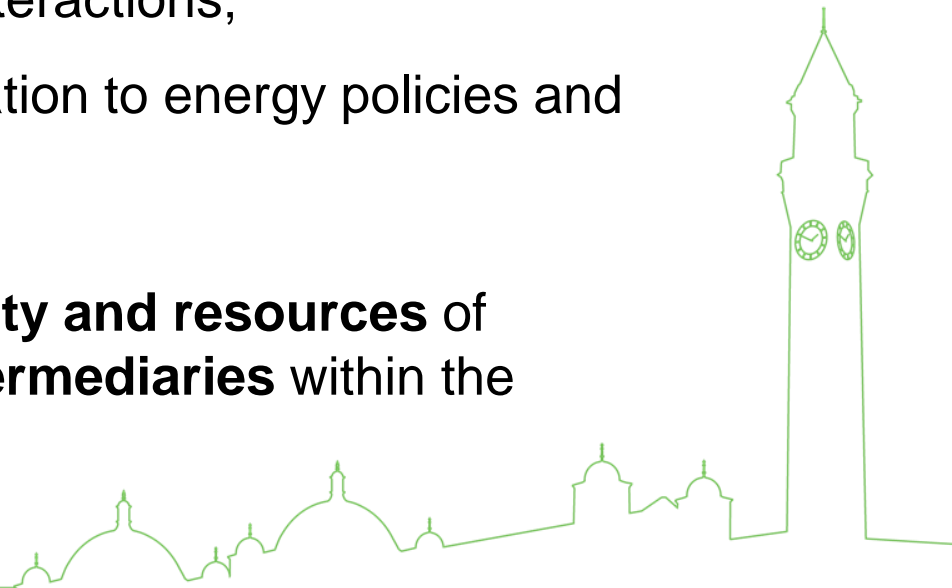 teractions;
ation to energy policies and
ty and resources of
ermediaries within the